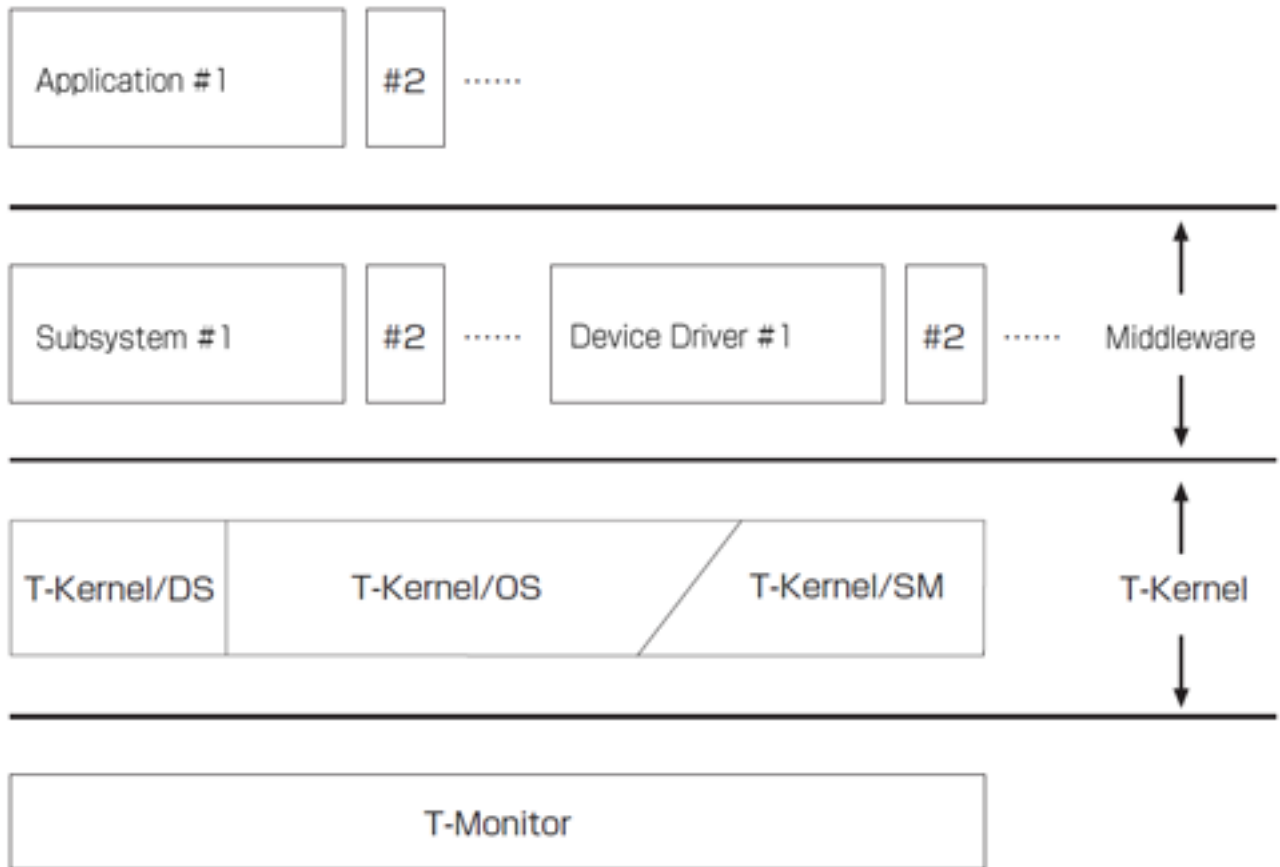 Application #1 #2 ······
Subsystem #1 #2 ······ Device Driver #1 #2 ······ Middleware
T-Kernel/DS T-Kernel/OS T-Kernel/SM T-Kernel
T-Monitor